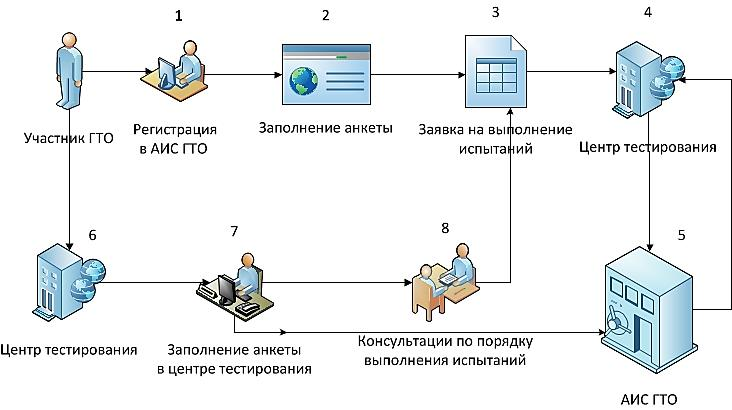 1
2
3
4
Участник ГТО
Регистрация
в АИС ГТО
Заполнение анкеты
Заявка на выполнение
испытаний
Центр тестирования
6
7
8
5
Центр тестирования
Заполнение анкеты
в центре тестирования
Консультации по порядку
выполнения испытаний
АИС ГТО